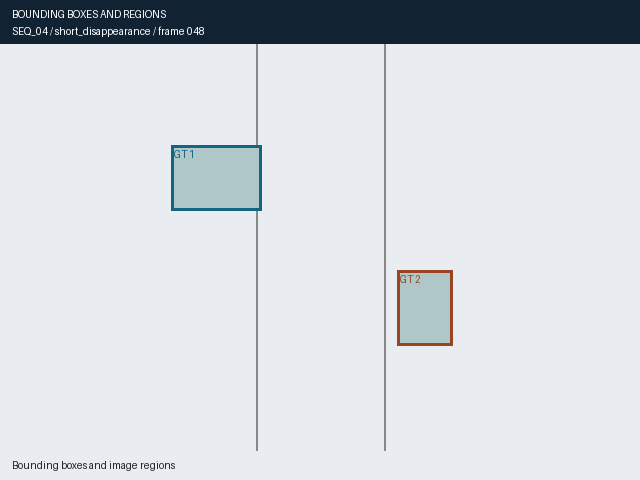 BOUNDING BOXES AND REGIONS
SEQ_04 / short_disappearance / frame 048
GT1
GT2
Bounding boxes and image regions